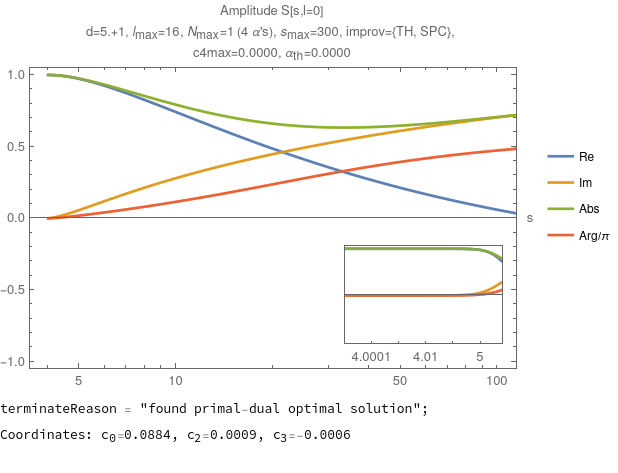 Amplitude S[s,l=0]
d=5.+1, lmax=16, Nmax=1 (4 α's), smax=300, improv={TH, SPC},
c4max=0.0000, αth=0.0000
1.0
0.5
0.0
-0.5
-1.0
s
Re
Im
Abs
Arg/π
4.0001 4.01 5
5 10 50 100
terminateReason = "found primal-dual optimal solution";
Coordinates: c0=0.0884, c2=0.0009, c3=-0.0006